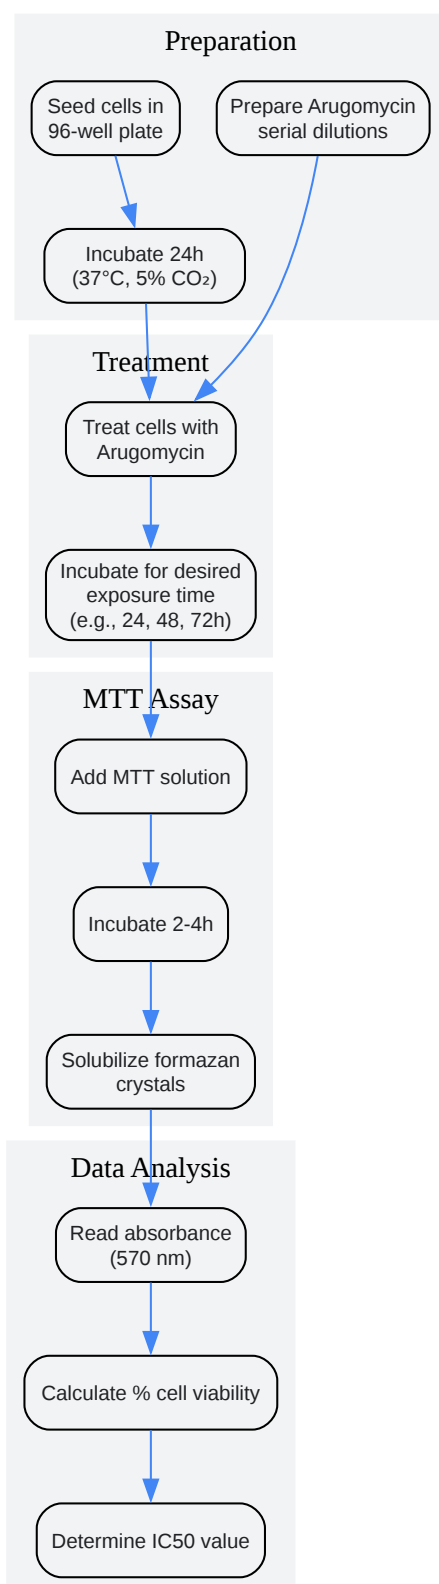 Preparation
Seed cells in
96-well plate
Prepare Arugomycin
serial dilutions
Incubate 24h
(37°C, 5% CO₂)
Treatment
Treat cells with
Arugomycin
Incubate for desired
exposure time
(e.g., 24, 48, 72h)
MTT Assay
Add MTT solution
Incubate 2-4h
Solubilize formazan
crystals
Data Analysis
Read absorbance
(570 nm)
Calculate % cell viability
Determine IC50 value